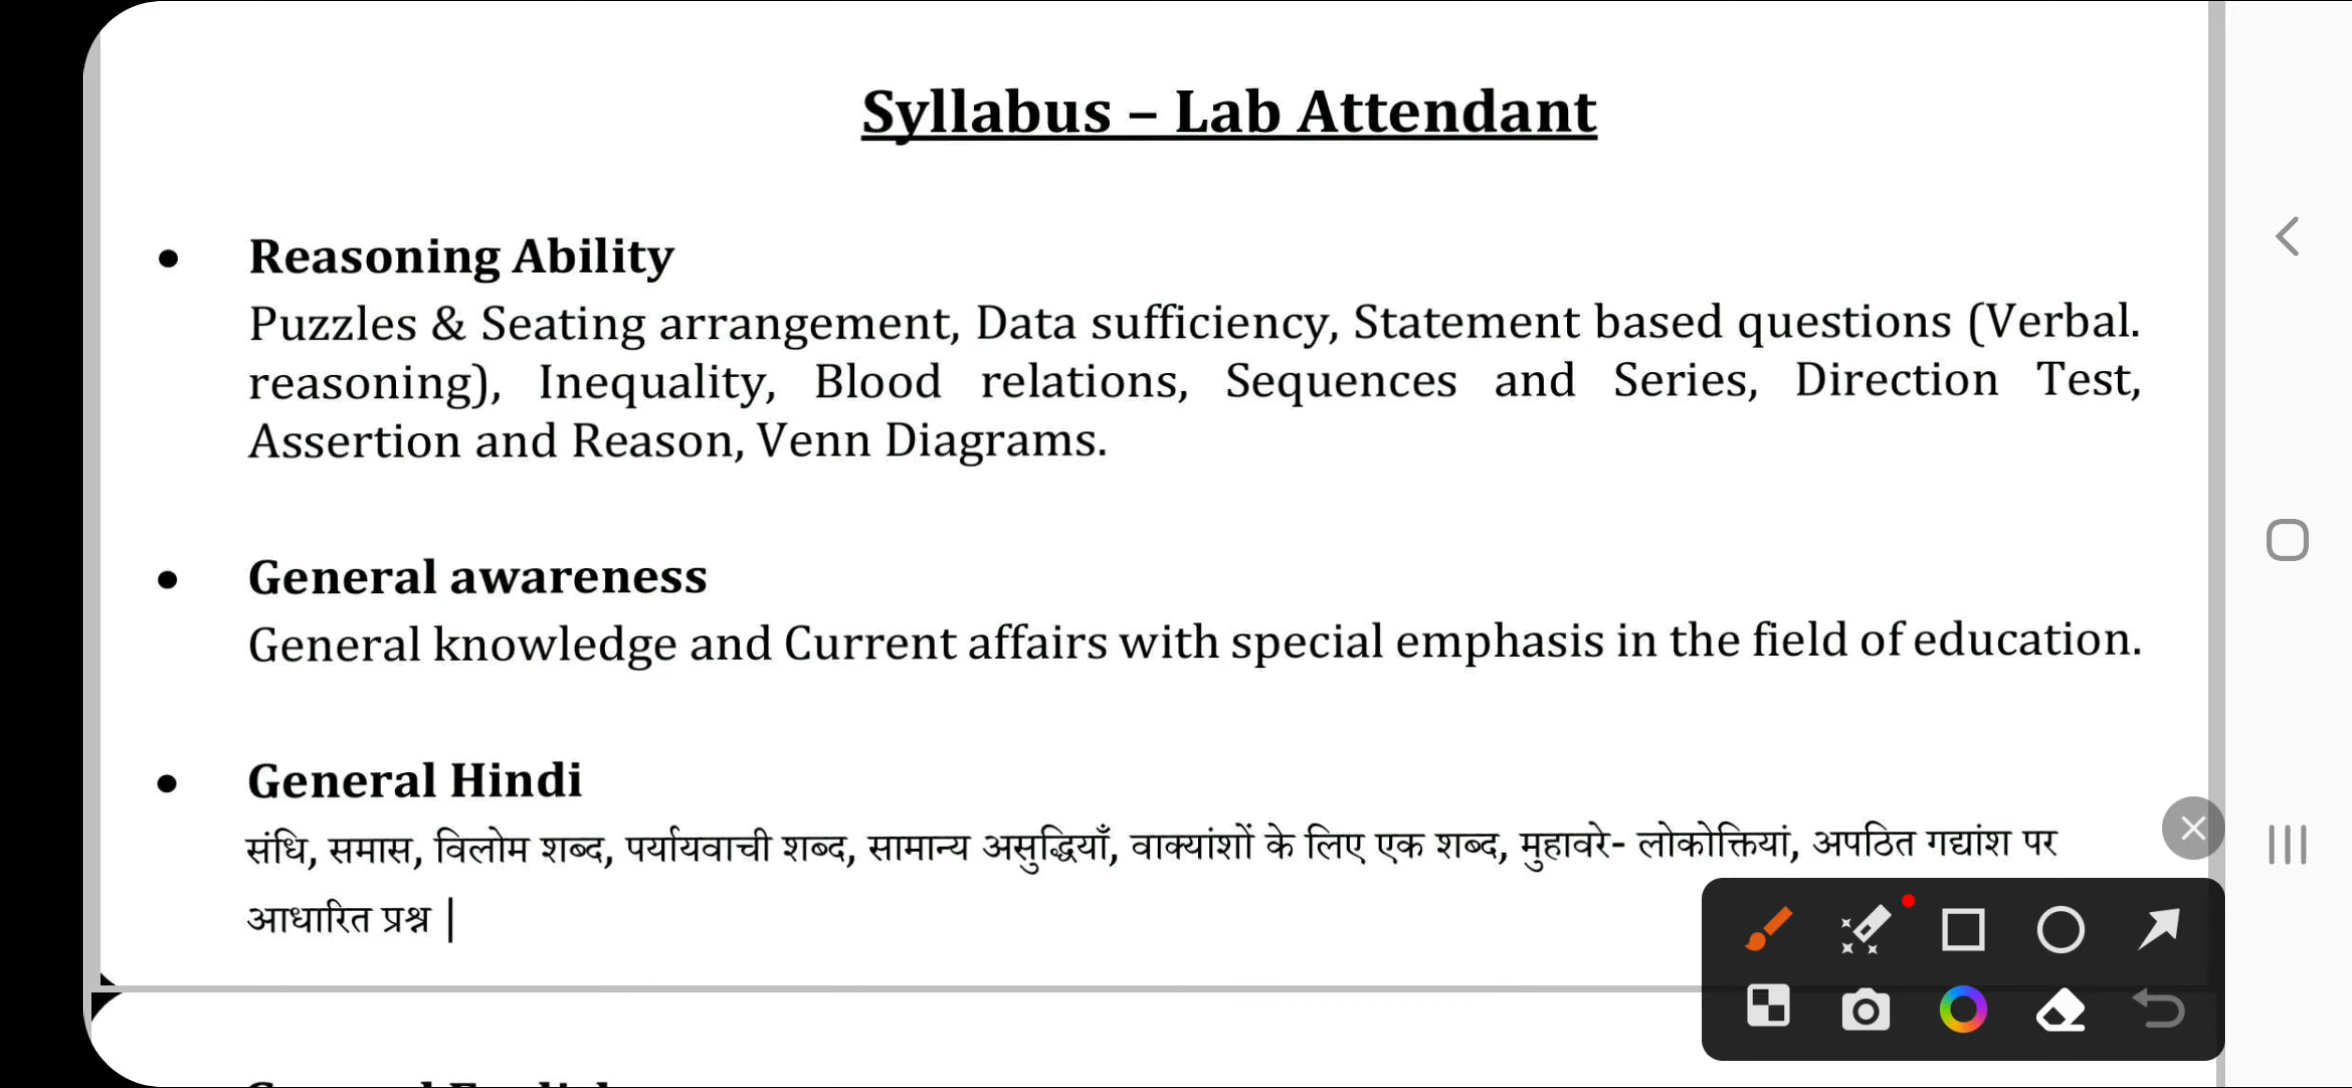 Syllabus – Lab Attendant
• Reasoning Ability
Puzzles & Seating arrangement, Data sufficiency, Statement based questions (Verbal.
reasoning), Inequality, Blood relations, Sequences and Series, Direction Test,
Assertion and Reason, Venn Diagrams.
• General awareness
General knowledge and Current affairs with special emphasis in the field of education.
• General Hindi
संधि, समास, विलोम शब्द, पर्यायवाची शब्द, सामान्य असुद्धियाँ, वाक्यांशों के लिए एक शब्द, मुहावरे- लोकोक्तियां, अपठित गद्यांश पर
आधारित प्रश्न |